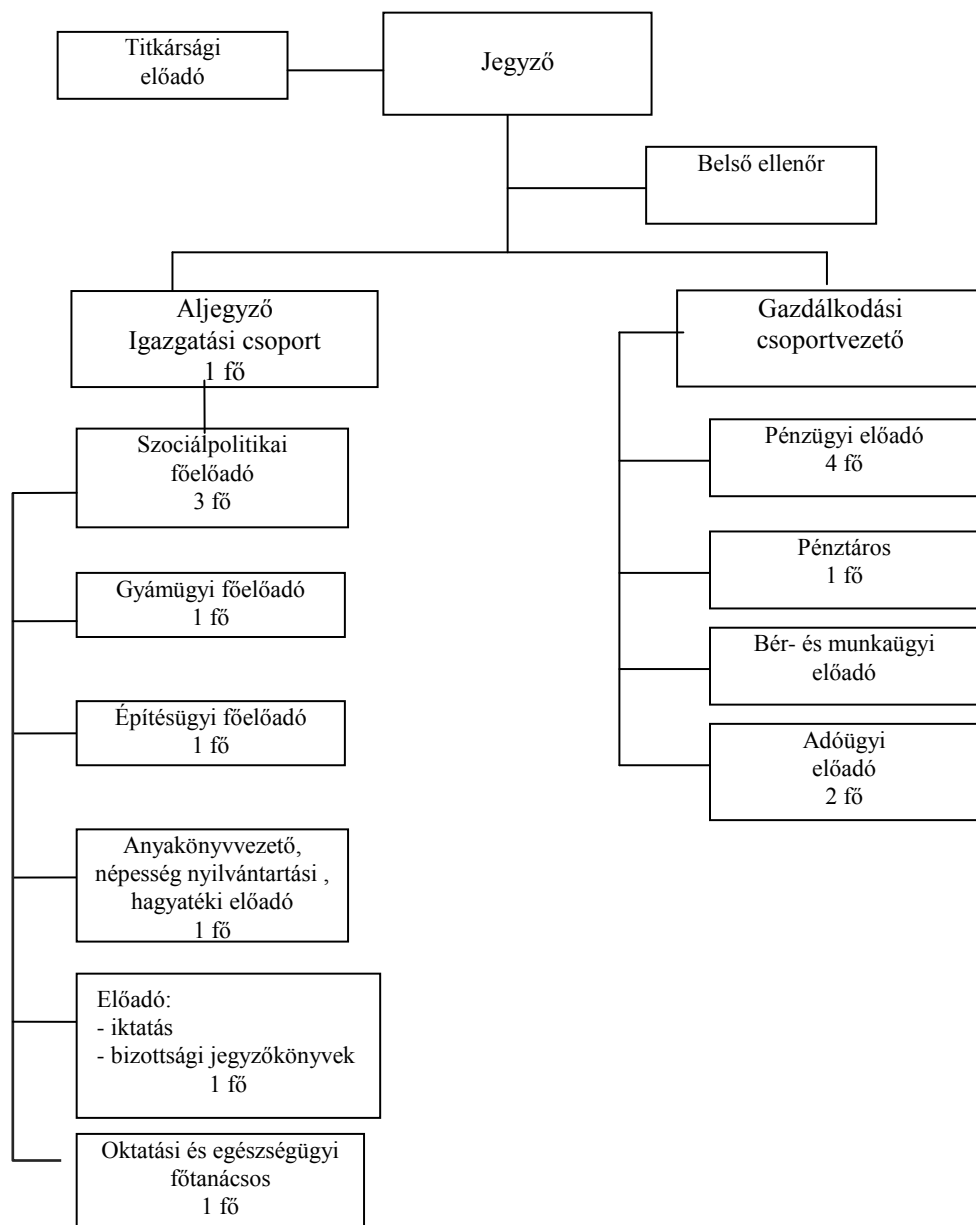 Titkársági
előadó
Jegyző
Belső ellenőr
Aljegyző
Igazgatási csoport
1 fő
Gazdálkodási
csoportvezető
Szociálpolitikai
főelőadó
3 fő
Gyámügyi főelőadó
1 fő
Építésügyi főelőadó
1 fő
Anyakönyvvezető,
népesség nyilvántartási ,
hagyatéki előadó
1 fő
Előadó:
- iktatás
- bizottsági jegyzőkönyvek
1 fő
Oktatási és egészségügyi
főtanácsos
1 fő
Pénzügyi előadó
4 fő
Pénztáros
1 fő
Bér- és munkaügyi
előadó
Adóügyi
előadó
2 fő